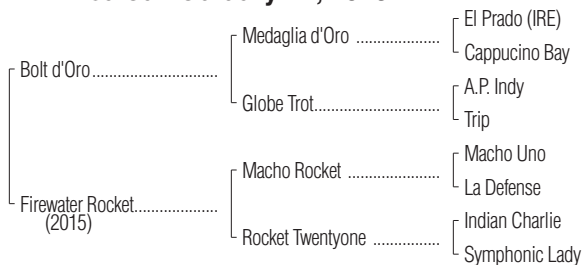 El Prado (IRE)
Medaglia d'Oro
Cappucino Bay
Bolt d'Oro
A.P. Indy
Globe Trot
Trip
Macho Uno
Macho Rocket
La Defense
Firewater Rocket
(2015)
Indian Charlie
Rocket Twentyone
Symphonic Lady